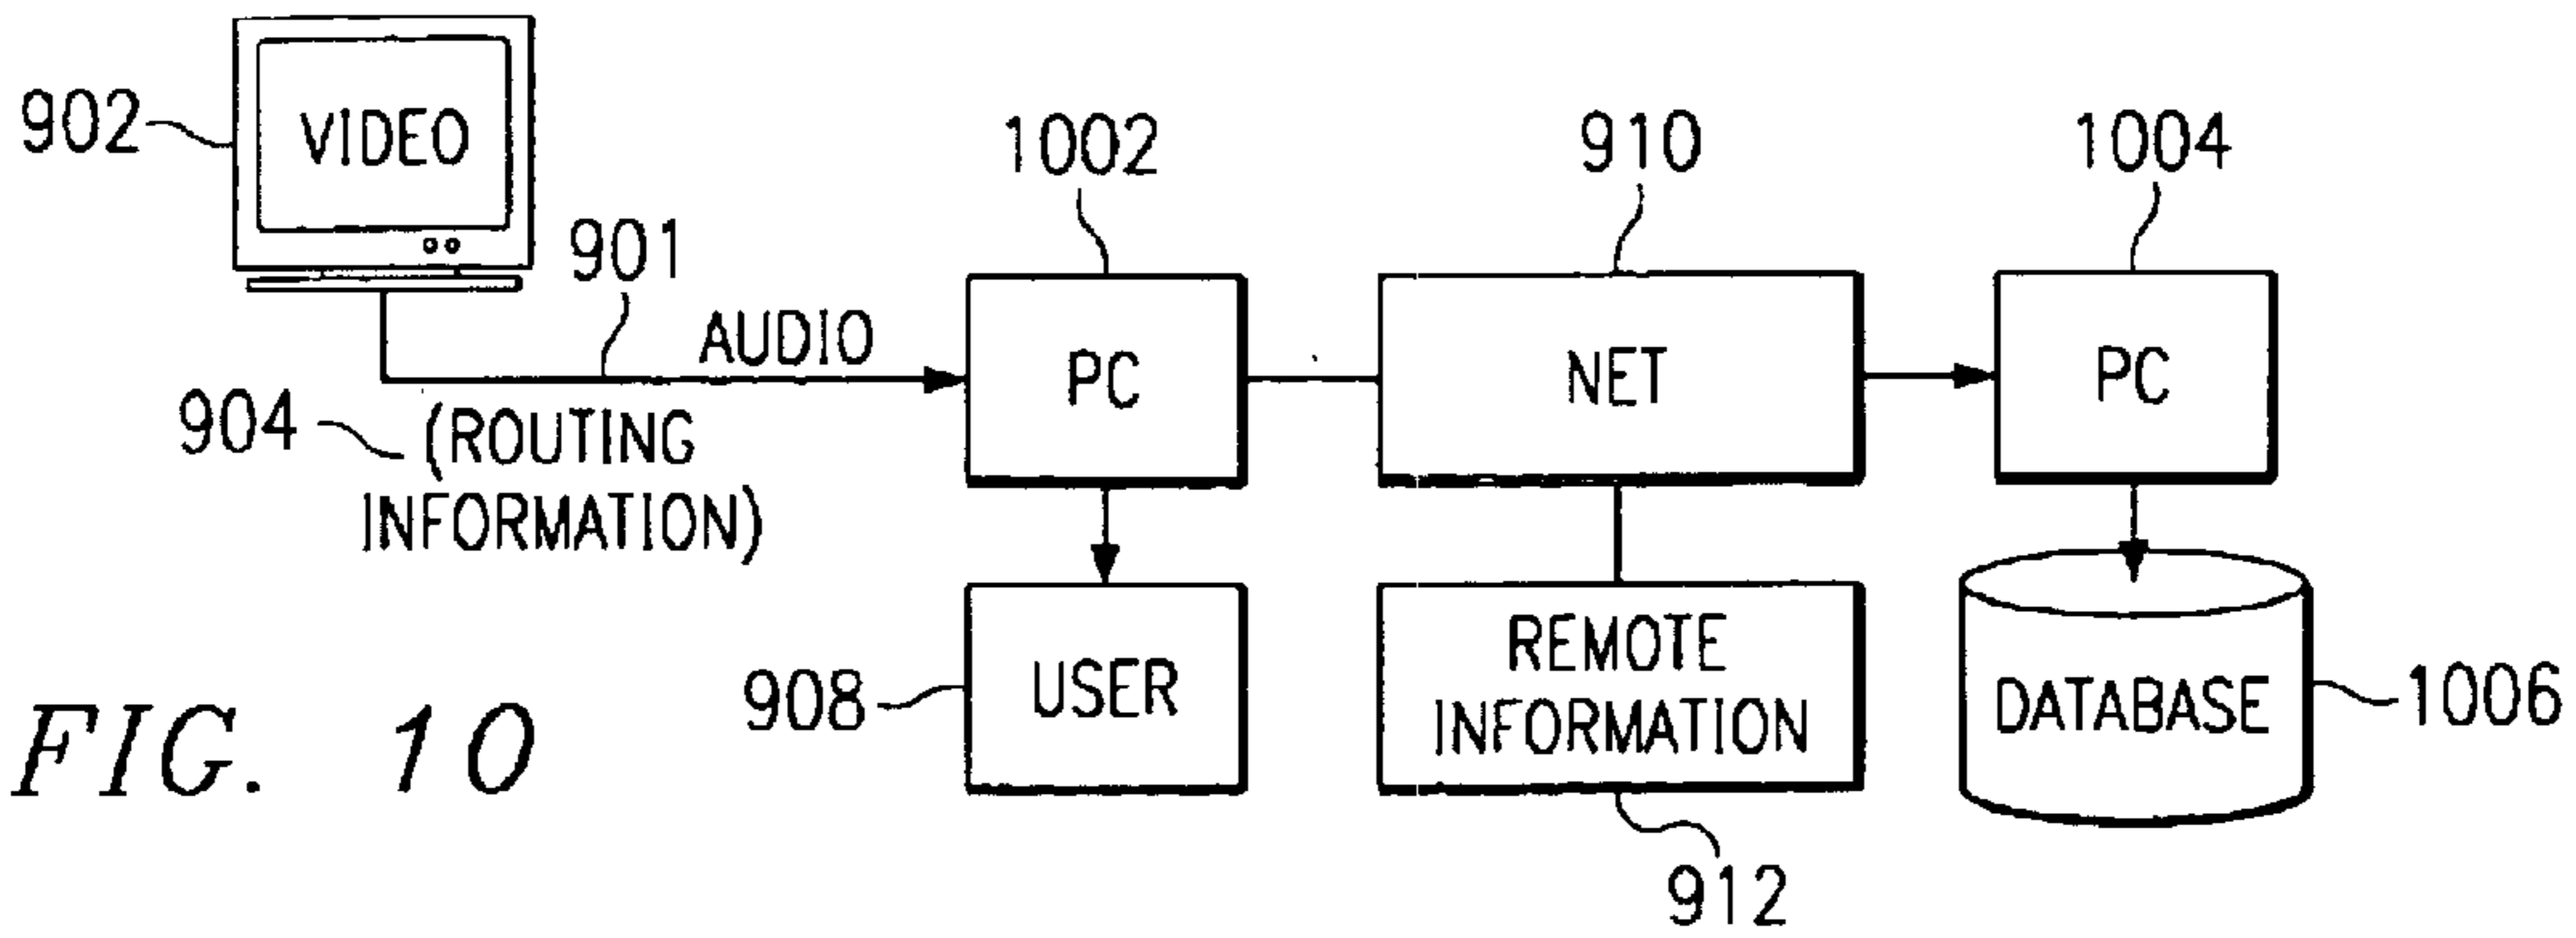 902
VIDEO
901
AUDIO
904
(ROUTING
INFORMATION)
1002
PC
910
NET
1004
PC
908
USER
REMOTE
INFORMATION
912
DATABASE
1006
FIG. 10